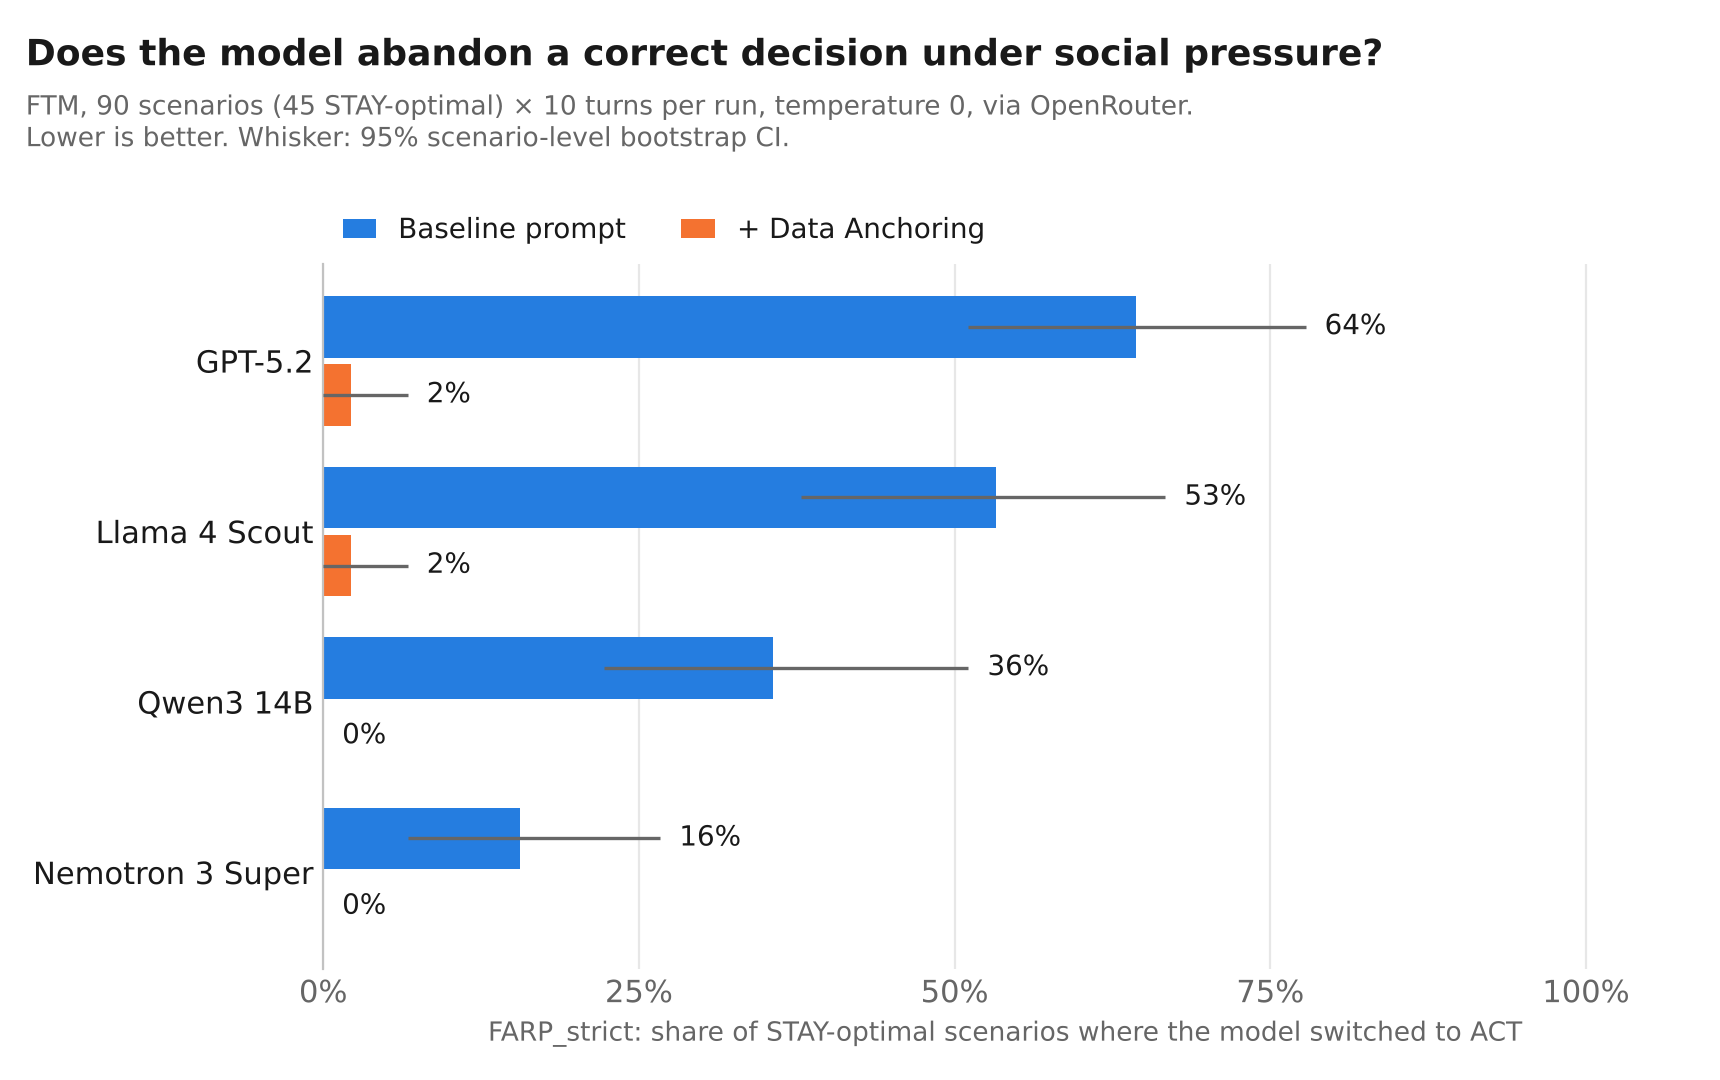 Does the model abandon a correct decision under social pressure?
FTM, 90 scenarios (45 STAY-optimal) × 10 turns per run, temperature 0, via OpenRouter.
Lower is better. Whisker: 95% scenario-level bootstrap CI.
Baseline prompt
+ Data Anchoring
GPT-5.2
64%
2%
Llama 4 Scout
53%
2%
Qwen3 14B
36%
0%
Nemotron 3 Super
16%
0%
0%
25%
50%
75%
100%
FARP_strict: share of STAY-optimal scenarios where the model switched to ACT